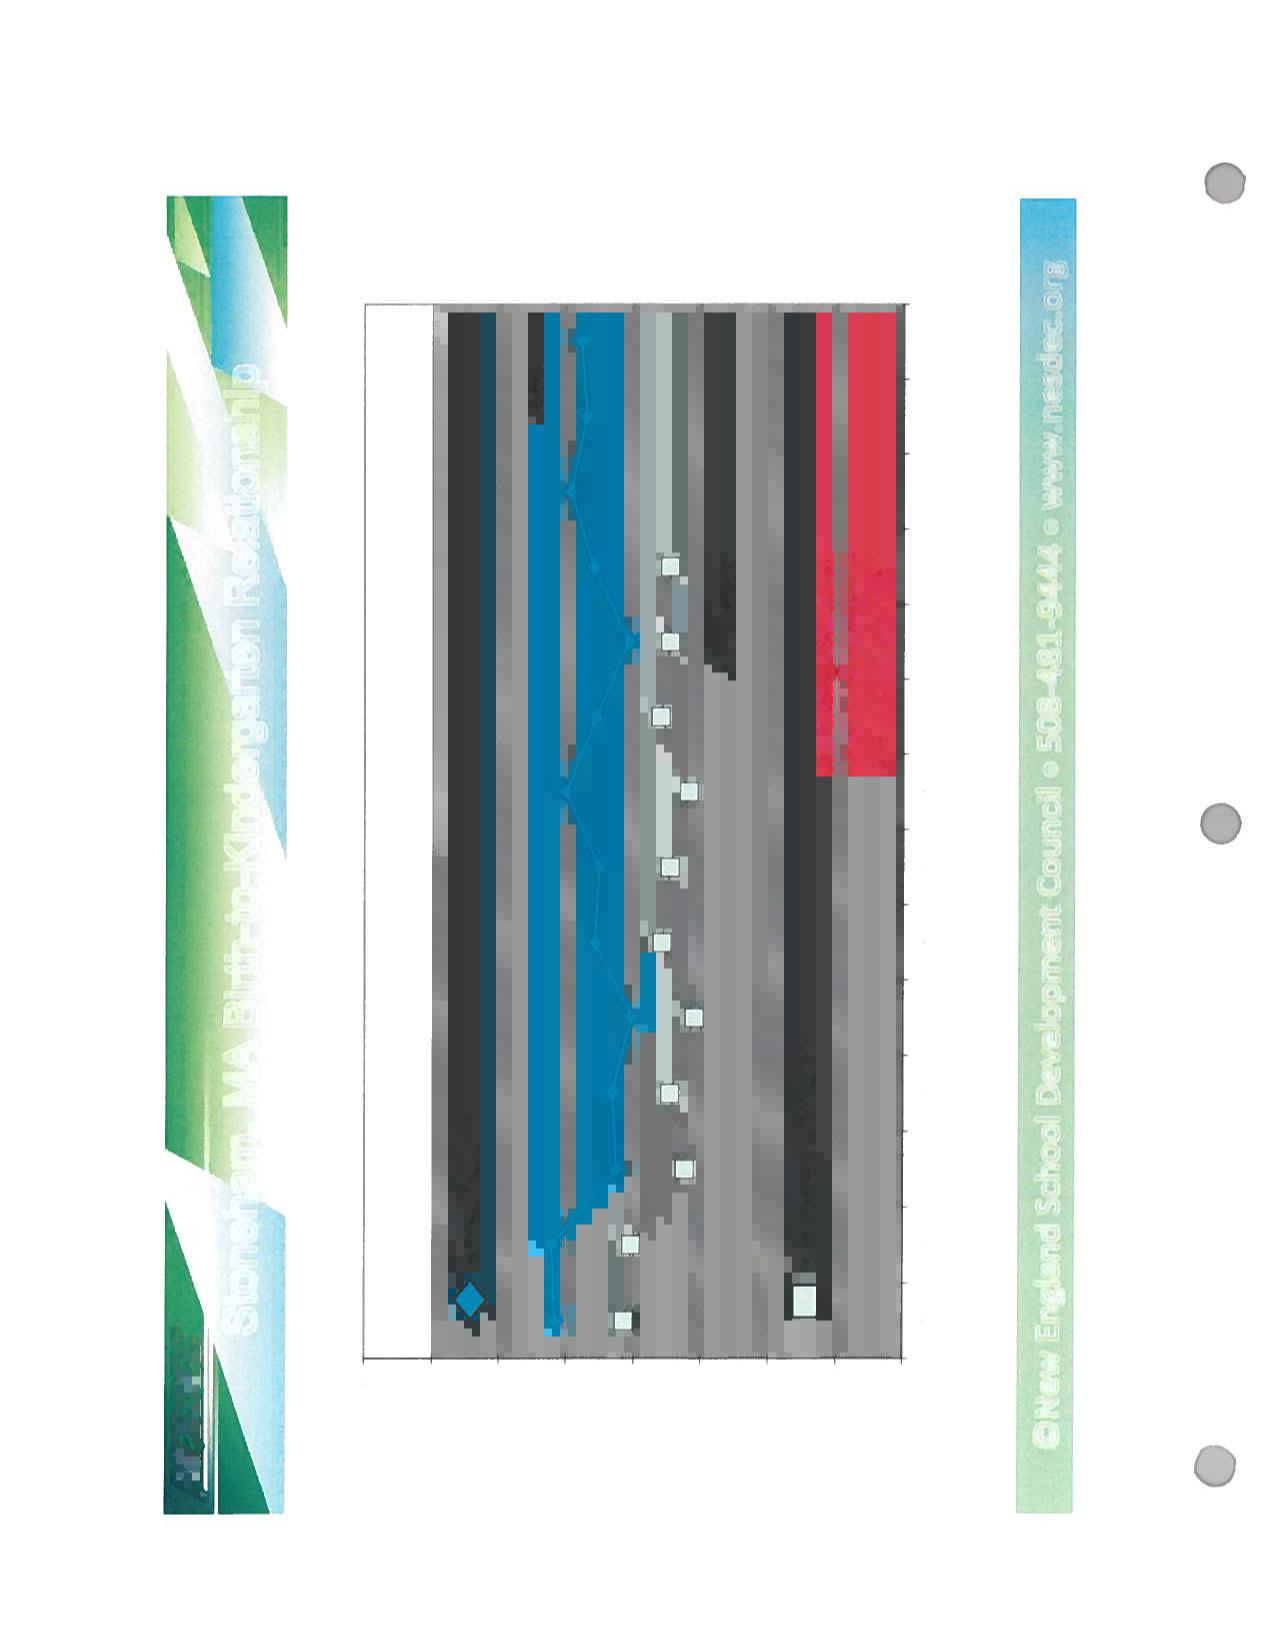 Stoneham, MA Birth-to-Kindergarten Relationship
©New England School Development Council • 508-481-9444 • www.nesdec.org